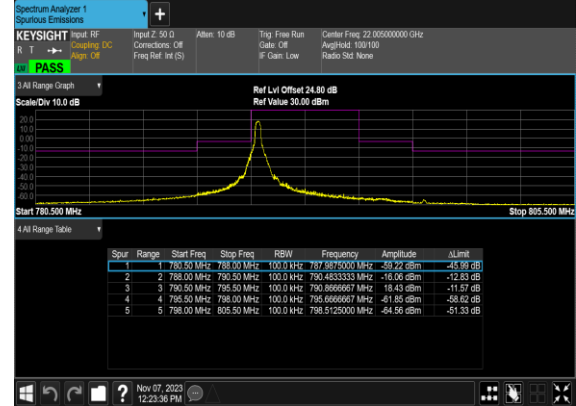 Spectrum Analyzer 1
Spurious Emissions
+
KEYSIGHT Input: RF Input Z: 50 Ω Atten: 10 dB Trig: Free Run Center Freq: 22.005000000 GHz
R T Coupling: DC Corrections: Off Gate: Off Avg|Hold: 100/100
Align: Off Freq Ref: Int (S) IF Gain: Low Radio Std: None
PASS
3 All Range Graph
Ref Lvl Offset 24.80 dB
Scale/Div 10.0 dB Ref Value 30.00 dBm
20.0
10.0
0.00
-10.0
-20.0
-30.0
-40.0
-50.0
-60.0
Start 780.500 MHz Stop 805.500 MHz
4 All Range Table
Spur Range Start Freq Stop Freq RBW Frequency Amplitude ΔLimit
1 1 780.50 MHz 788.00 MHz 100.0 kHz 787.9875000 MHz -59.22 dBm -45.99 dB
2 2 788.00 MHz 790.50 MHz 100.0 kHz 790.4833333 MHz -16.06 dBm -12.83 dB
3 3 790.50 MHz 795.50 MHz 100.0 kHz 790.8666667 MHz 18.43 dBm -11.57 dB
4 4 795.50 MHz 798.00 MHz 100.0 kHz 795.6666667 MHz -61.85 dBm -58.62 dB
5 5 798.00 MHz 805.50 MHz 100.0 kHz 798.5125000 MHz -64.56 dBm -51.33 dB
?
Nov 07, 2023
12:23:36 PM